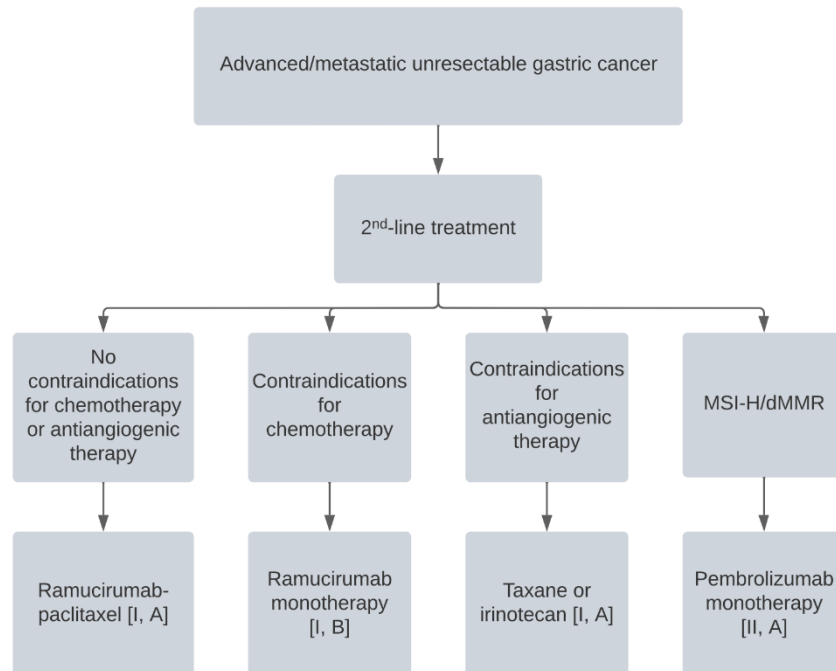 Advanced/metastatic unresectable gastric cancer
2nd-line treatment
No
contraindications
for chemotherapy
or antiangiogenic
therapy
Contraindications
for
chemotherapy
Contraindications
for
antiangiogenic
therapy
MSI-H/dMMR
Ramucirumab-
paclitaxel [I, A]
Ramucirumab
monotherapy
[I, B]
Taxane or
irinotecan [I, A]
Pembrolizumab
monotherapy
[II, A]